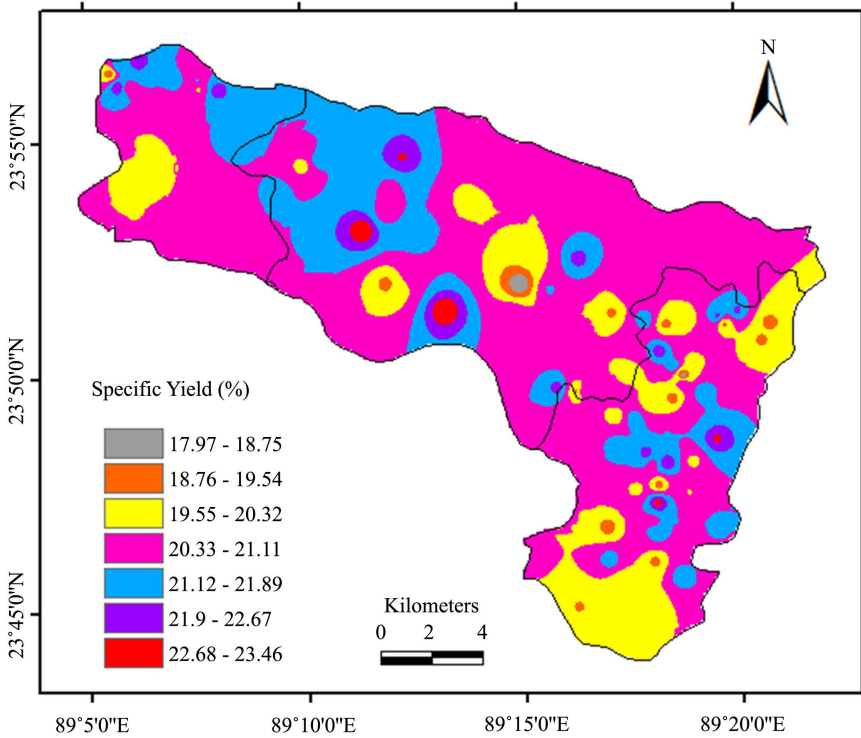 N
23°55'0"N
23°50'0"N
23°45'0"N
Specific Yield (%)
17.97 - 18.75
18.76 - 19.54
19.55 - 20.32
20.33 - 21.11
21.12 - 21.89
21.9 - 22.67
22.68 - 23.46
Kilometers
0 2 4
89°5'0"E 89°10'0"E 89°15'0"E 89°20'0"E